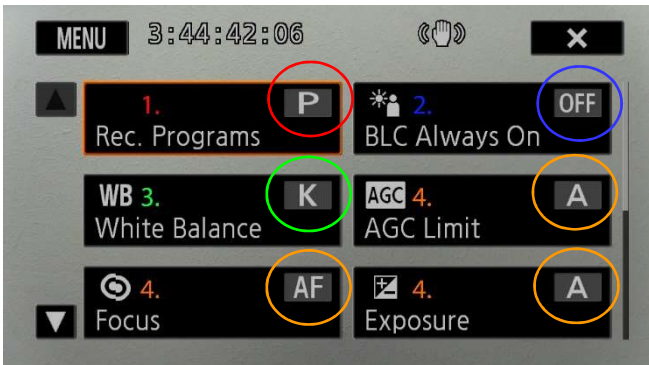 MENU 3:44:42:06
1. P
Rec. Programs
2. OFF
BLC Always On
WB 3. K
White Balance
AGC 4. A
AGC Limit
4. AF
Focus
4. A
Exposure